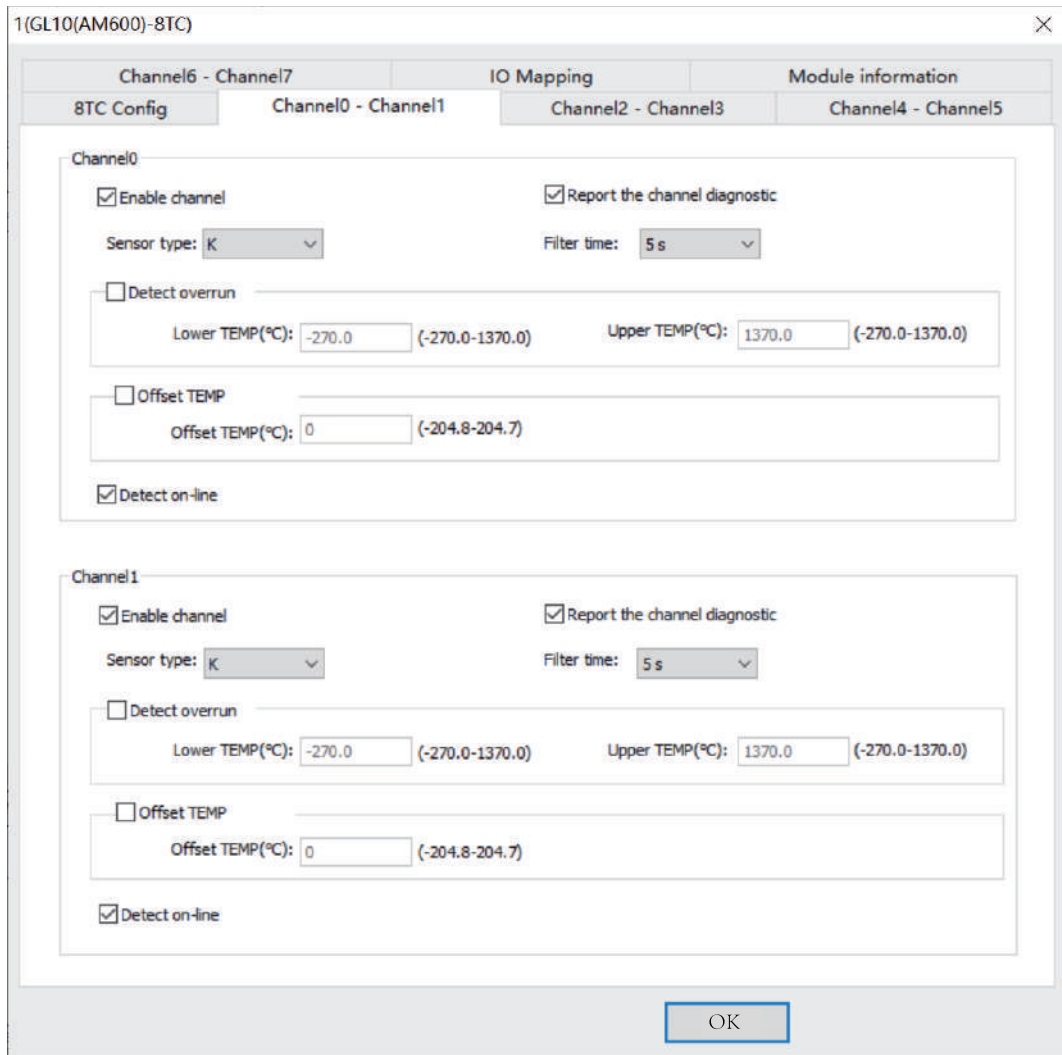 1(GL10(AM600)-8TC)
Channel6 - Channel7 IO Mapping Module information
8TC Config Channel0 - Channel1 Channel2 - Channel3 Channel4 - Channel5
Channel0
Enable channel Report the channel diagnostic
Sensor type: K Filter time: 5 s
Detect overrun
Lower TEMP(℃): -270.0 (-270.0-1370.0) Upper TEMP(℃): 1370.0 (-270.0-1370.0)
Offset TEMP
Offset TEMP(℃): 0 (-204.8-204.7)
Detect on-line
Channel1
Enable channel Report the channel diagnostic
Sensor type: K Filter time: 5 s
Detect overrun
Lower TEMP(℃): -270.0 (-270.0-1370.0) Upper TEMP(℃): 1370.0 (-270.0-1370.0)
Offset TEMP
Offset TEMP(℃): 0 (-204.8-204.7)
Detect on-line
OK